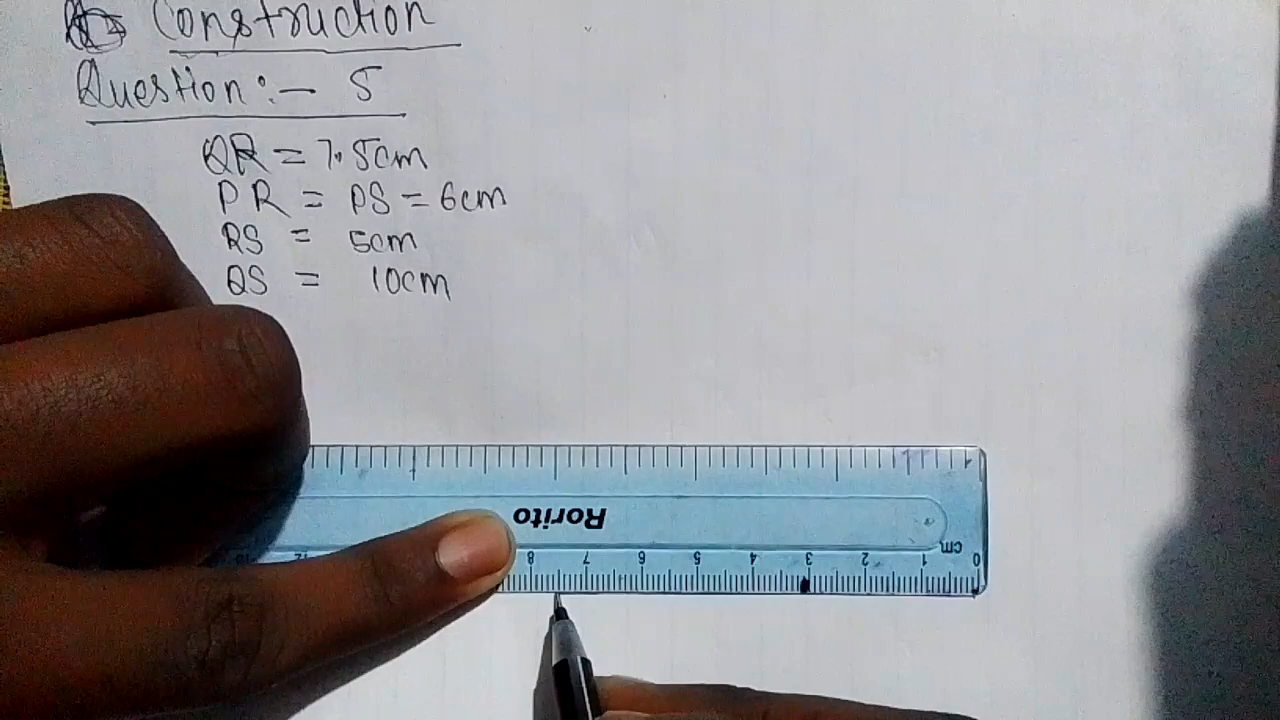 Construction
Question:- 5
QR = 7.5cm
PR = PS = 6cm
RS = 5cm
QS = 10cm
Rorito
cm
8 7 6 5 4 3 2 1 0